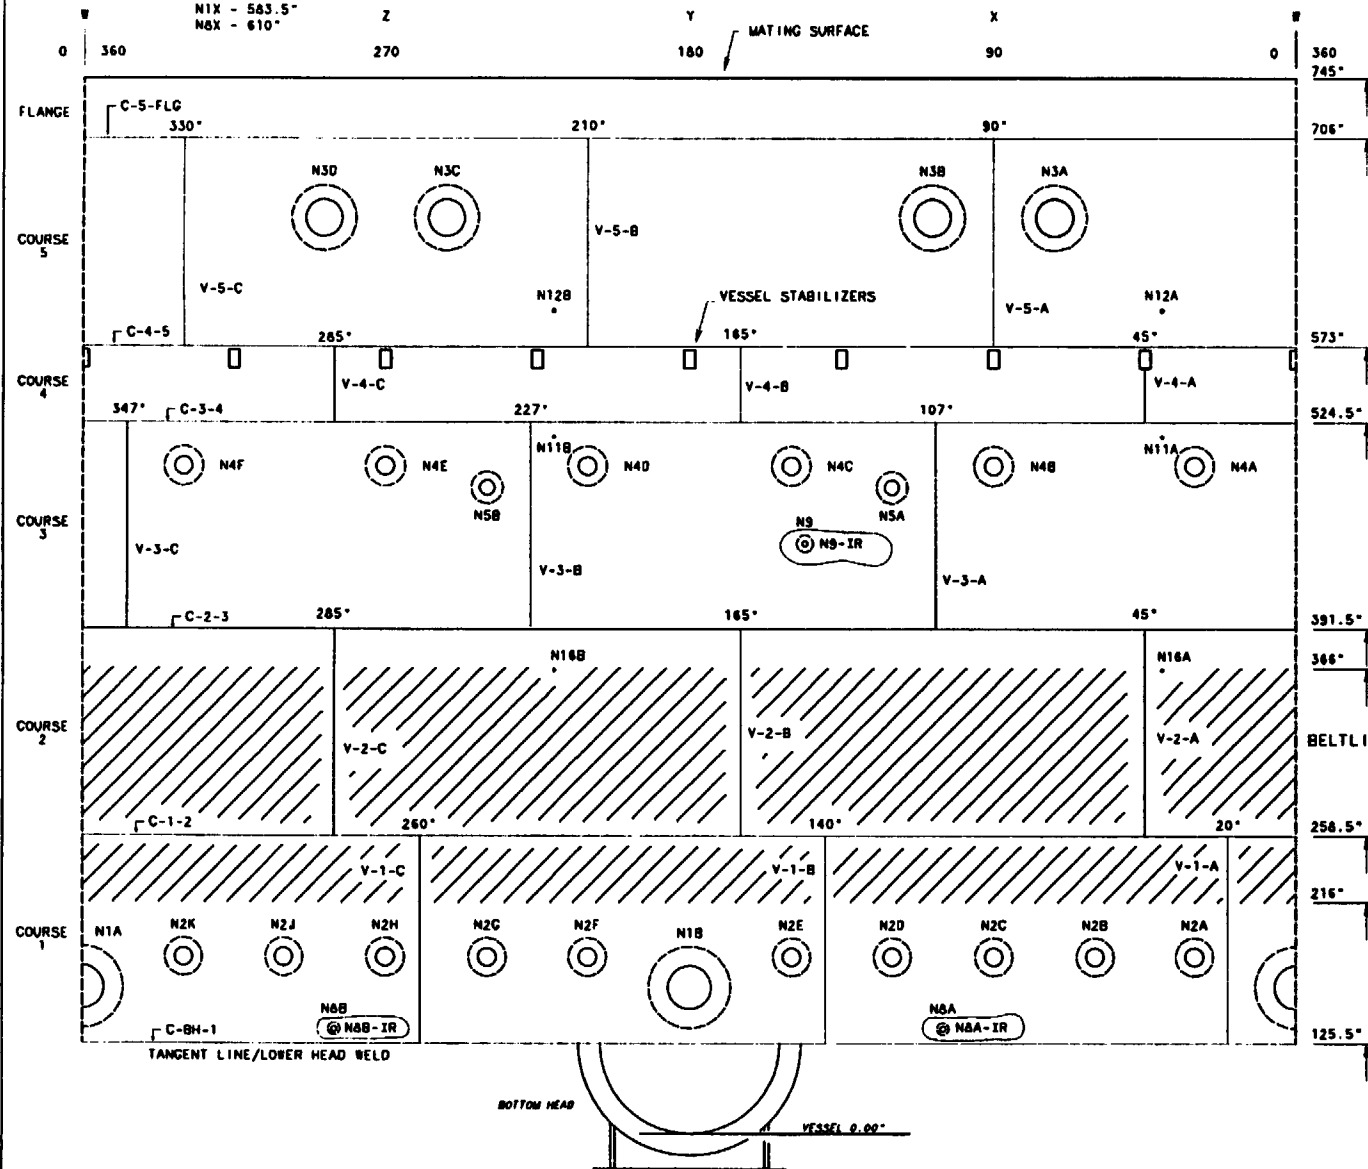 N1X - 583.5"
N8X - 610"
W Z Y X W
0 360 270 180 90 0 360
MATING SURFACE
745"
FLANGE
C-5-FLG
330° 210° 90°
706"
N3D N3C N3B N3A
COURSE
5
V-5-B
V-5-C
N12B
VESSEL STABILIZERS
V-5-A
N12A
C-4-5
285° 165° 45°
573"
COURSE
4
V-4-C V-4-B V-4-A
347° C-3-4 227° 107°
524.5"
N11B N11A
N4F N4E N4D N4C N4B N4A
N5B N5A
COURSE
3
N9
N9-IR
V-3-C V-3-B V-3-A
C-2-3
285° 165° 45°
391.5"
N16B N16A
366"
COURSE
2
V-2-C V-2-B V-2-A
BELTLI
C-1-2
260° 140° 20°
258.5"
V-1-C V-1-B V-1-A
216"
COURSE
1
N1A N2K N2J N2H N2G N2F N1B N2E N2D N2C N2B N2A
N8B N8A
N8B-IR N8A-IR
C-BH-1
125.5"
TANGENT LINE/LOWER HEAD WELD
BOTTOM HEAD
VESSEL 0.00"